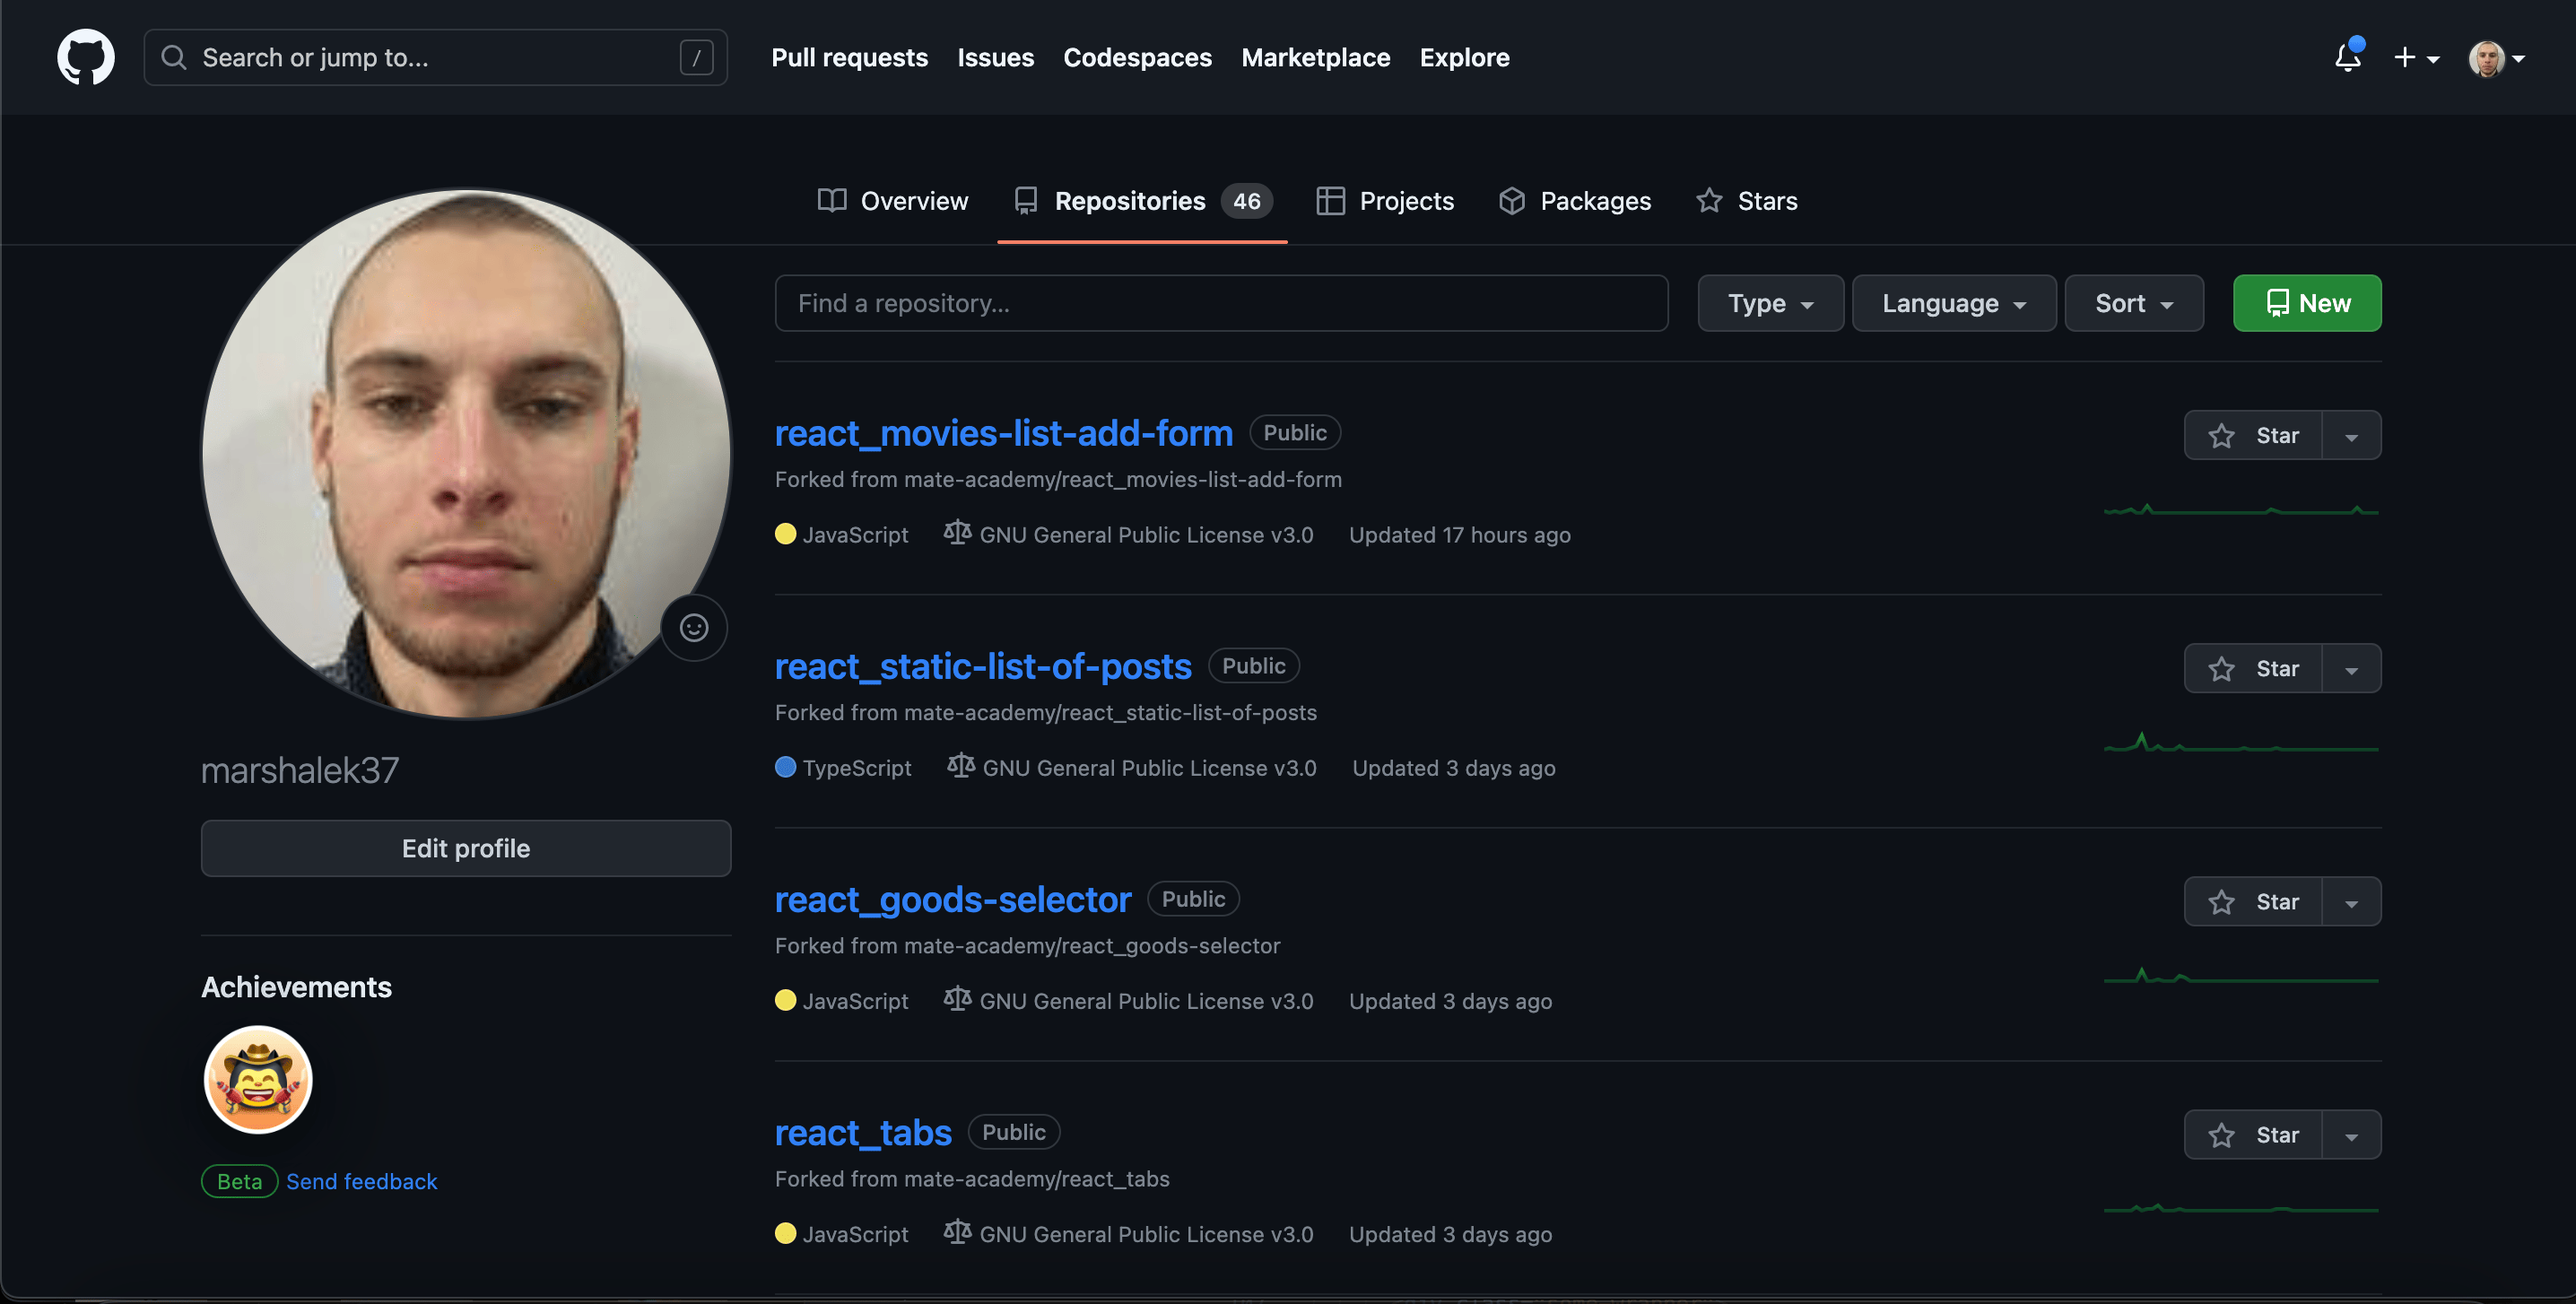 Search or jump to...
/
Pull requests
Issues
Codespaces
Marketplace
Explore
Overview
Repositories 46
Projects
Packages
Stars
marshalek37
Edit profile
Achievements
Beta Send feedback
Find a repository...
Type
Language
Sort
New
react_movies-list-add-form Public
Star
Forked from mate-academy/react_movies-list-add-form
JavaScript GNU General Public License v3.0 Updated 17 hours ago
react_static-list-of-posts Public
Star
Forked from mate-academy/react_static-list-of-posts
TypeScript GNU General Public License v3.0 Updated 3 days ago
react_goods-selector Public
Star
Forked from mate-academy/react_goods-selector
JavaScript GNU General Public License v3.0 Updated 3 days ago
react_tabs Public
Star
Forked from mate-academy/react_tabs
JavaScript GNU General Public License v3.0 Updated 3 days ago